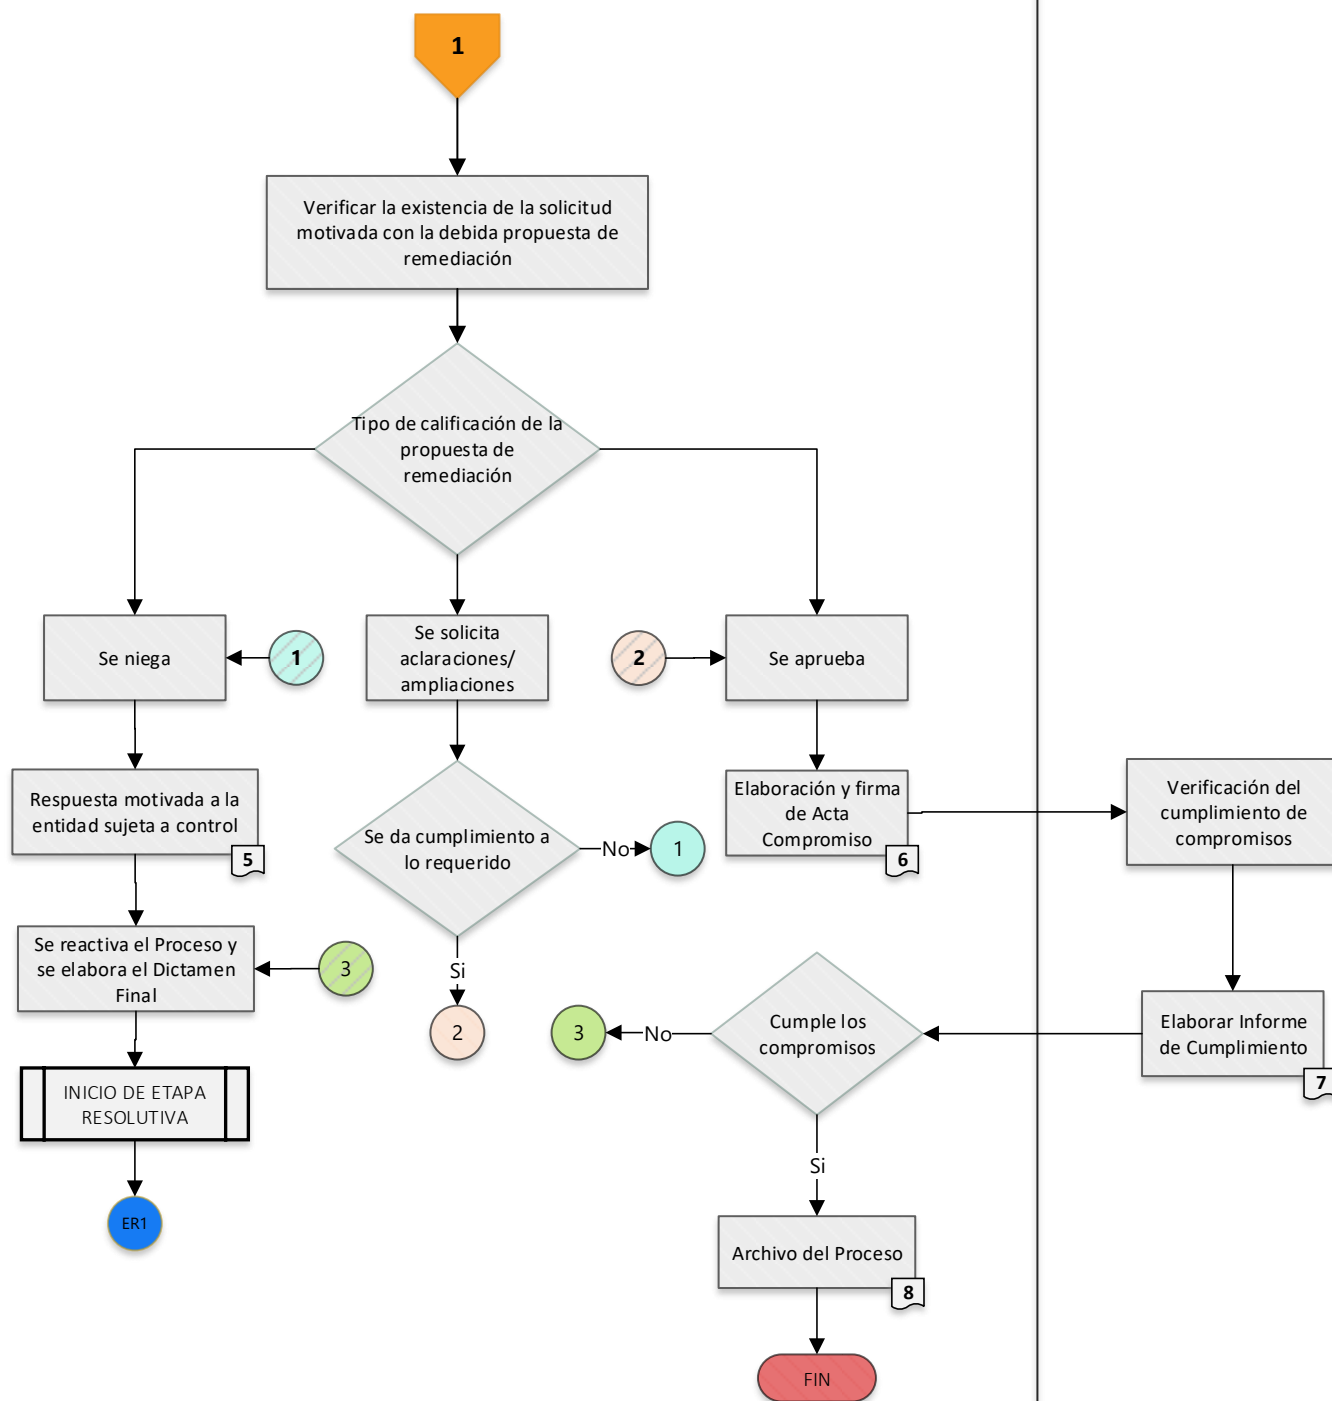 1
Verificar la existencia de la solicitud
motivada con la debida propuesta de
remediación
Tipo de calificación de la
propuesta de
remediación
Se niega
1
Se solicita
aclaraciones/
ampliaciones
2
Se aprueba
Respuesta motivada a la
entidad sujeta a control
5
Se da cumplimiento a
lo requerido
No
1
Elaboración y firma
de Acta
Compromiso
6
Verificación del
cumplimiento de
compromisos
Se reactiva el Proceso y
se elabora el Dictamen
Final
3
Si
2
3
No
Cumple los
compromisos
Elaborar Informe
de Cumplimiento
7
INICIO DE ETAPA
RESOLUTIVA
Si
ER1
Archivo del Proceso
8
FIN